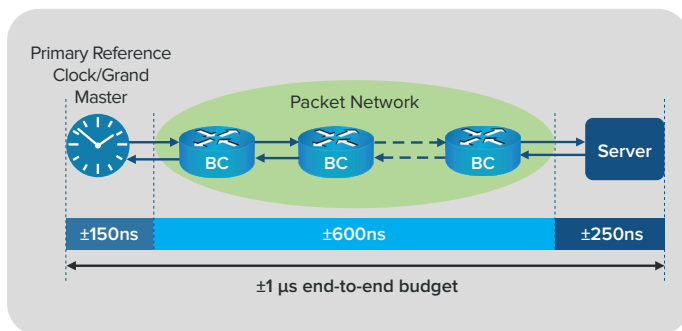 Primary Reference
Clock/Grand
Master
Packet Network
BC
BC
BC
Server
±150ns
±600ns
±250ns
±1 μs end-to-end budget